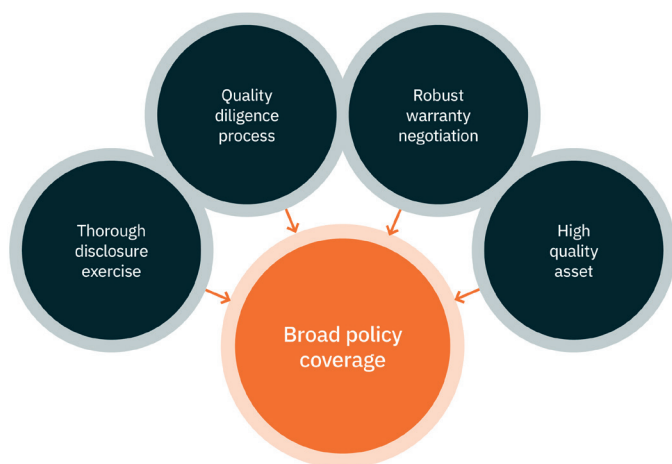 Quality
diligence
process
Robust
warranty
negotiation
Thorough
disclosure
exercise
High
quality
asset
Broad policy
coverage